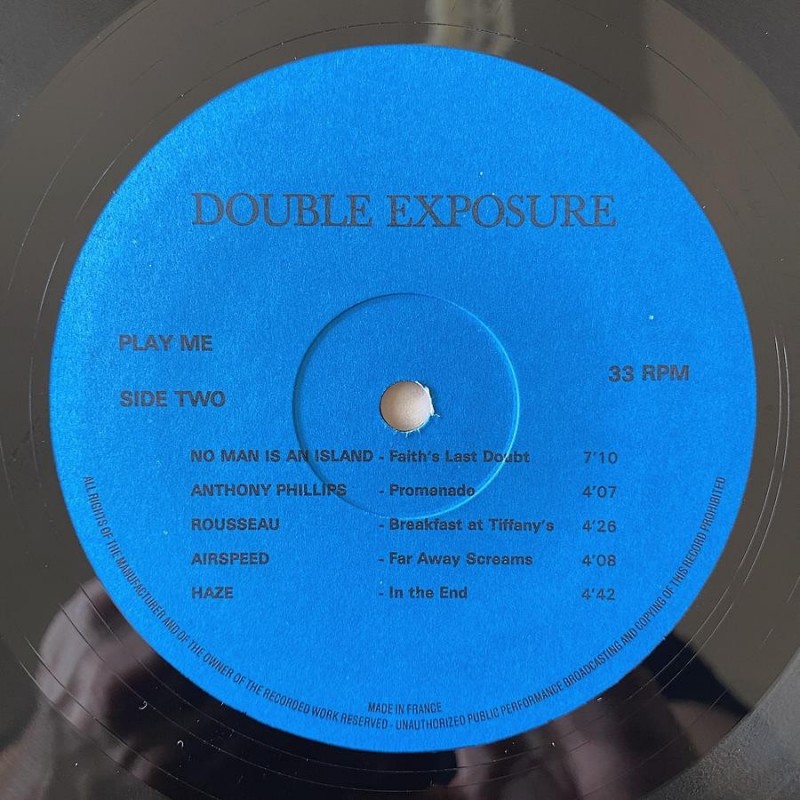 DOUBLE EXPOSURE
PLAY ME
33 RPM
SIDE TWO
NO MAN IS AN ISLAND - Faith's Last Doubt 7'10
ANTHONY PHILLIPS - Promenade 4'07
ROUSSEAU - Breakfast at Tiffany's 4'26
AIRSPEED - Far Away Screams 4'08
HAZE - In the End 4'42
MADE IN FRANCE
ALL RIGHTS OF THE MANUFACTURER AND OF THE OWNER OF THE RECORDED WORK RESERVED - UNAUTHORIZED PUBLIC PERFORMANCE BROADCASTING AND COPYING OF THIS RECORD PROHIBITED